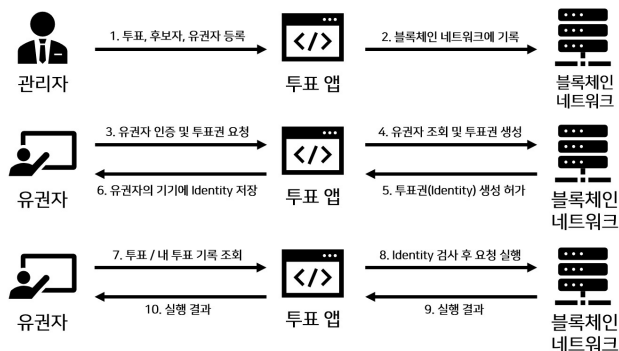 1. 투표, 후보자, 유권자 등록
2. 블록체인 네트워크에 기록
관리자
투표 앱
블록체인
네트워크
3. 유권자 인증 및 투표권 요청
4. 유권자 조회 및 투표권 생성
6. 유권자의 기기에 Identity 저장
5. 투표권(Identity) 생성 허가
유권자
투표 앱
블록체인
네트워크
7. 투표 / 내 투표 기록 조회
8. Identity 검사 후 요청 실행
10. 실행 결과
9. 실행 결과
유권자
투표 앱
블록체인
네트워크